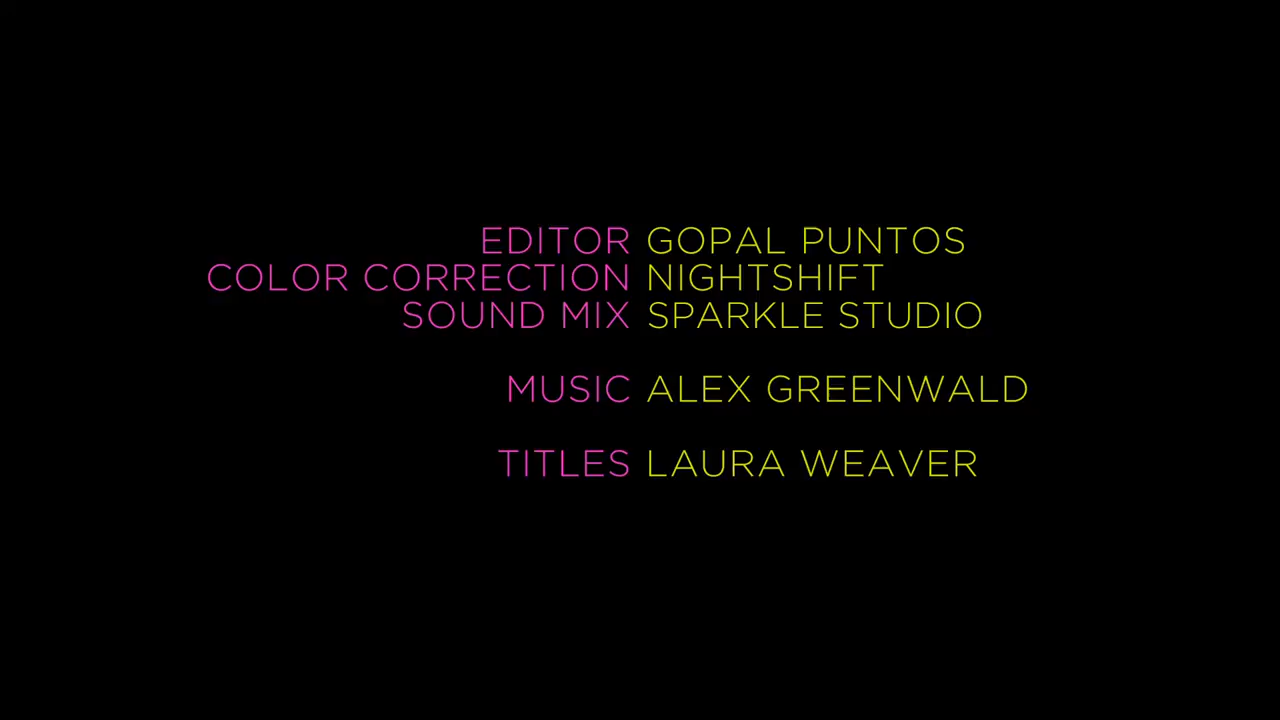 EDITOR GOPAL PUNTOS
COLOR CORRECTION NIGHTSHIFT
SOUND MIX SPARKLE STUDIO
MUSIC ALEX GREENWALD
TITLES LAURA WEAVER